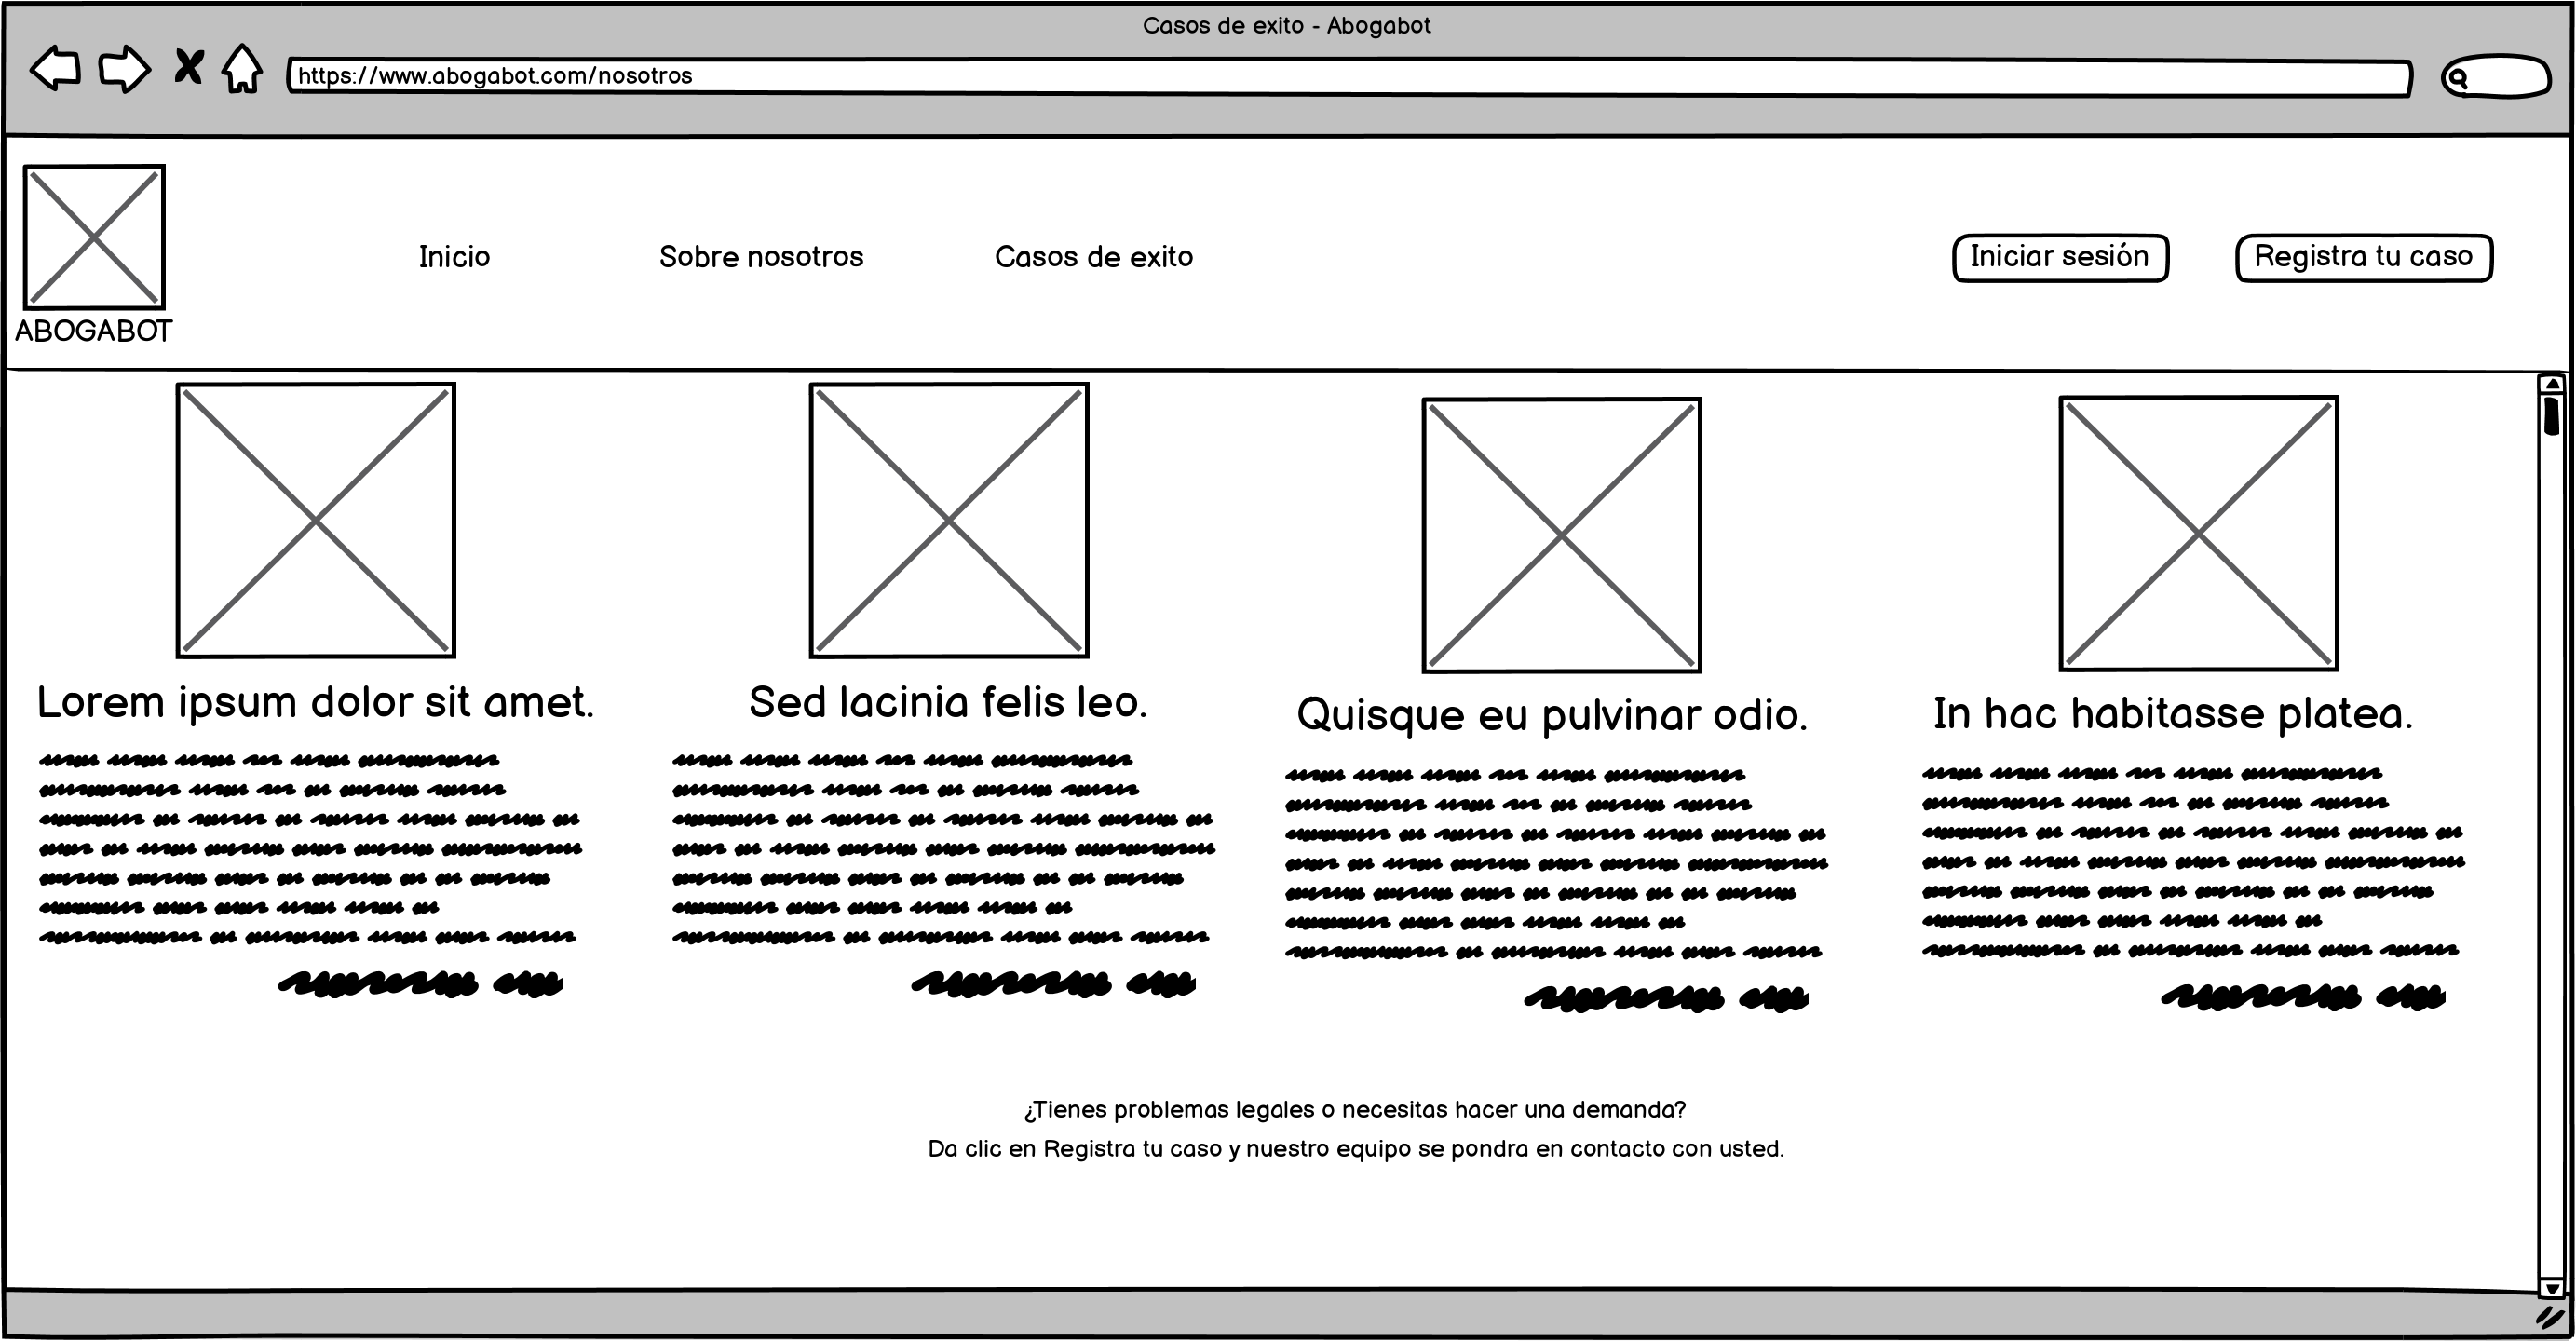 Casos de exito - Abogabot
https://www.abogabot.com/nosotros
Inicio
Sobre nosotros
Casos de exito
Iniciar sesión
Registra tu caso
ABOGABOT
Lorem ipsum dolor sit amet.
Sed lacinia felis leo.
Quisque eu pulvinar odio.
In hac habitasse platea.
¿Tienes problemas legales o necesitas hacer una demanda?
Da clic en Registra tu caso y nuestro equipo se pondra en contacto con usted.